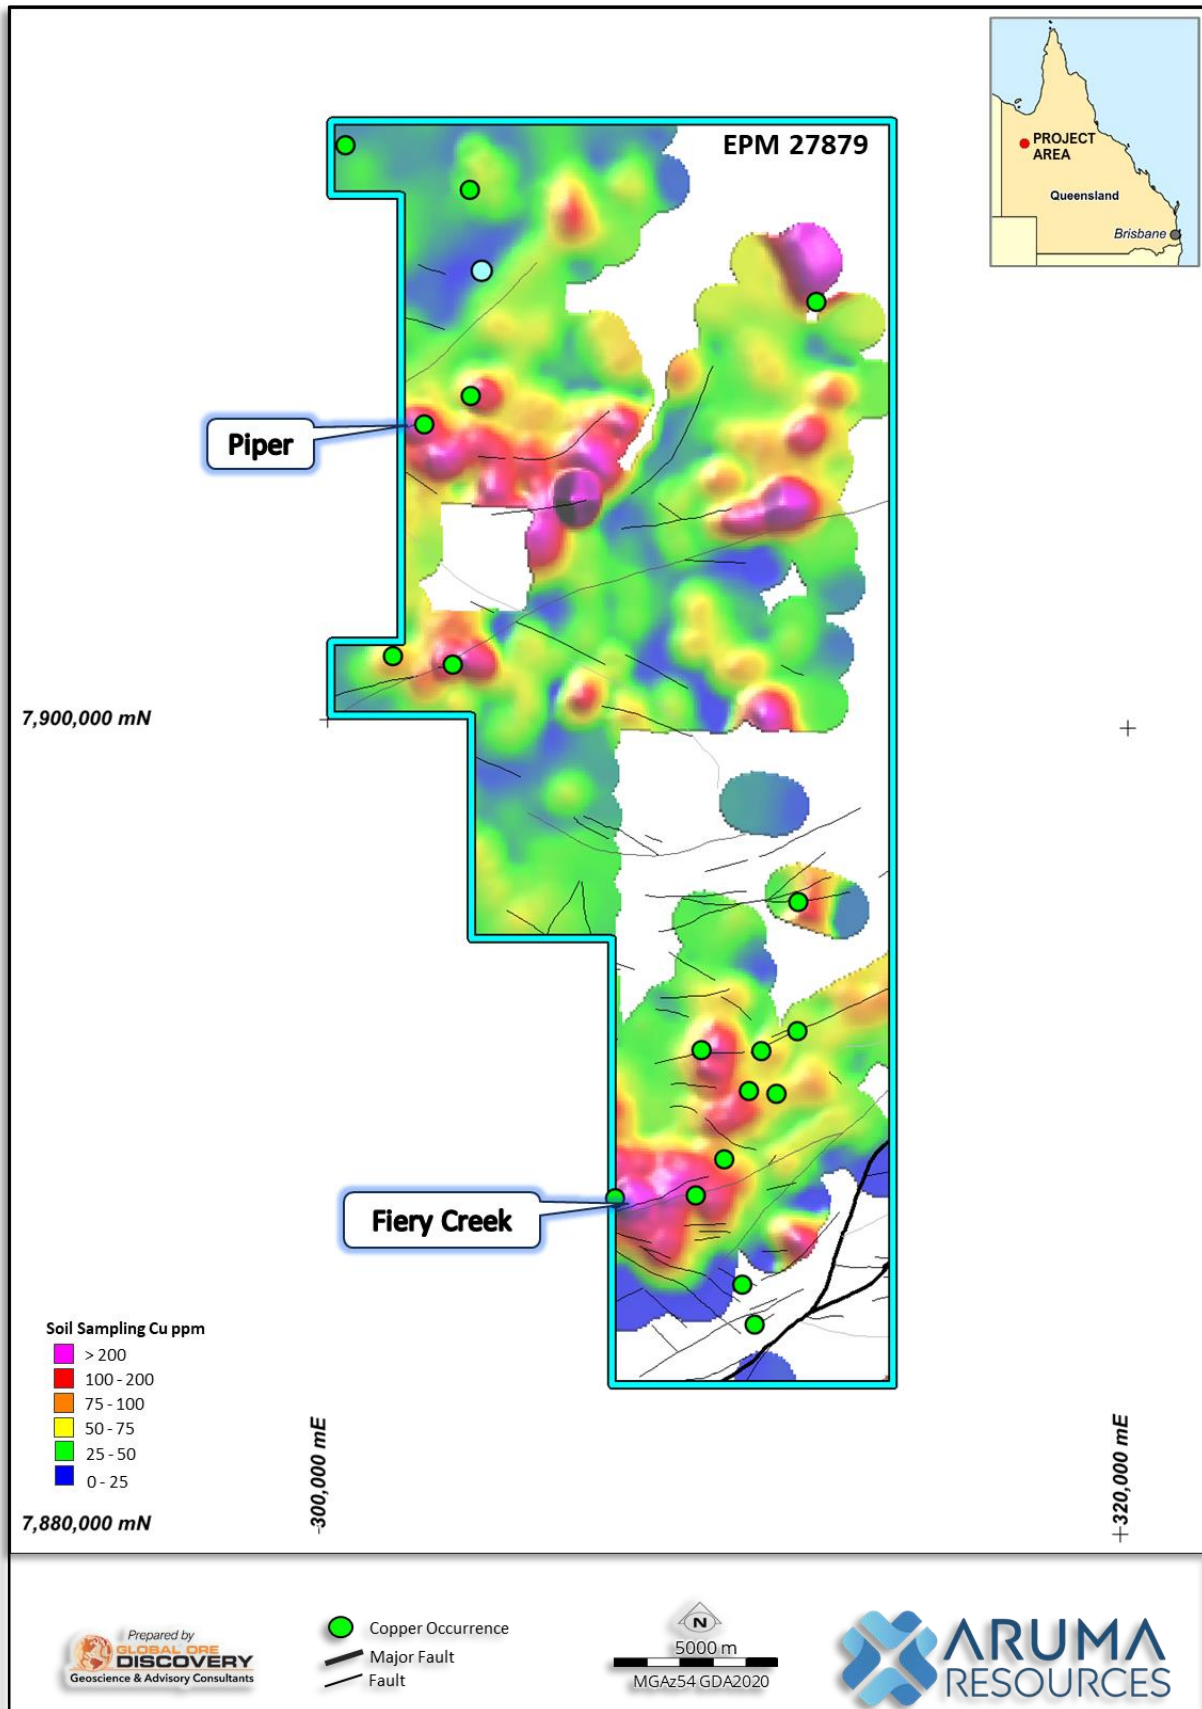 EPM 27879
PROJECT
AREA
Queensland
Brisbane
Piper
7,900,000 mN
Fiery Creek
Soil Sampling Cu ppm
> 200
100 - 200
75 - 100
50 - 75
25 - 50
0 - 25
300,000 mE
320,000 mE
7,880,000 mN
Prepared by
GLOBAL ORE
DISCOVERY
Geoscience & Advisory Consultants
Copper Occurrence
Major Fault
Fault
N
5000 m
MGAz54 GDA2020
ARUMA
RESOURCES